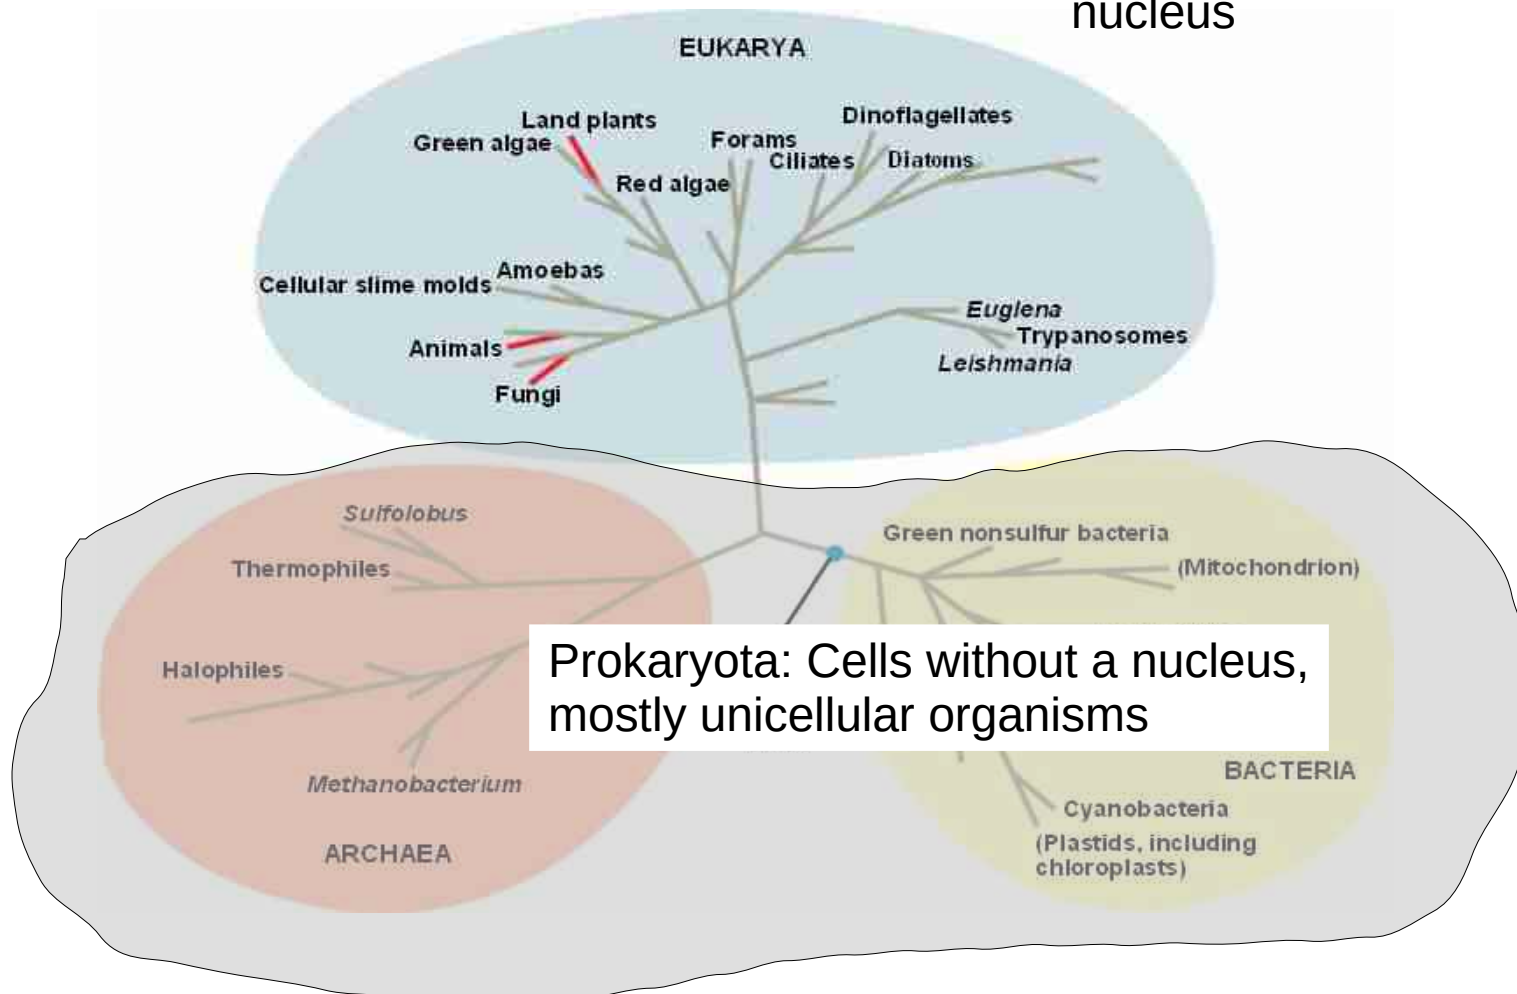 nucleus
EUKARYA
Land plants
Green algae
Red algae
Forams
Ciliates
Dinoflagellates
Diatoms
Cellular slime molds
Amoebas
Animals
Fungi
Euglena
Trypanosomes
Leishmania
Sulfolobus
Thermophiles
Halophiles
Methanobacterium
ARCHAEA
Green nonsulfur bacteria
(Mitochondrion)
Prokaryota: Cells without a nucleus,
mostly unicellular organisms
BACTERIA
Cyanobacteria
(Plastids, including
chloroplasts)